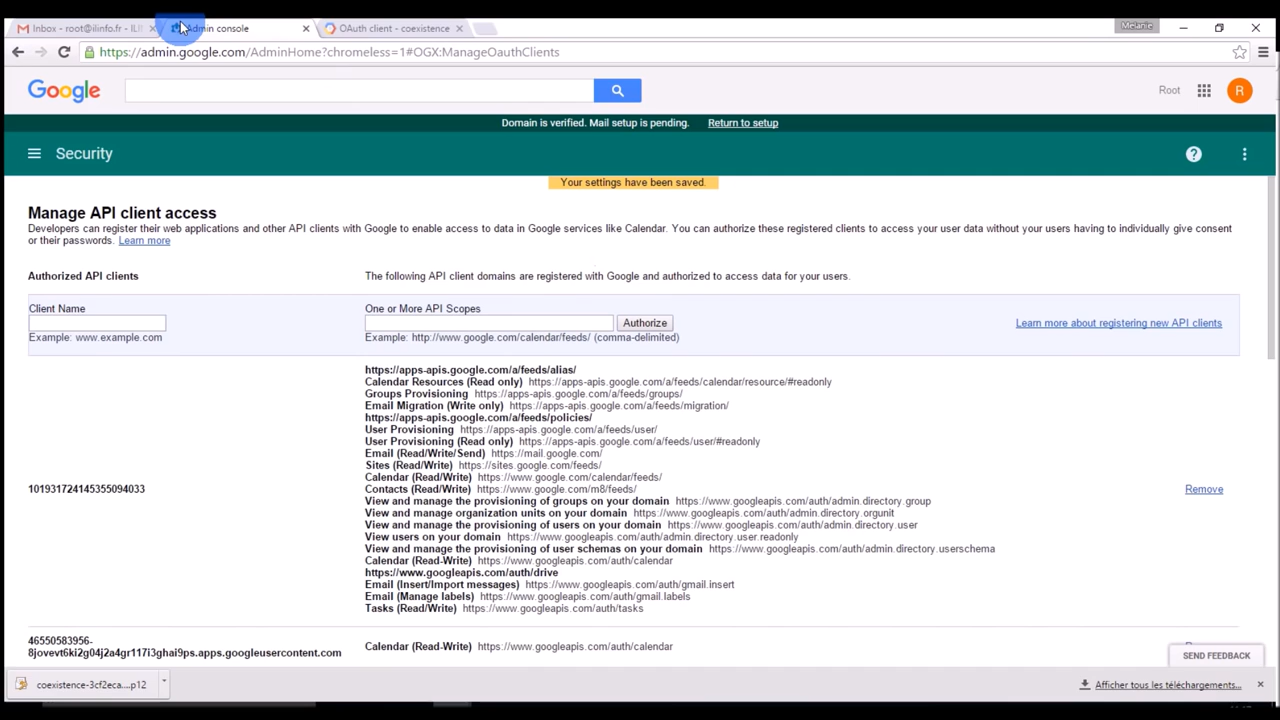 Inbox - root@ilinfo.fr - ILI
Admin console
OAuth client - coexistence
Melanie
https://admin.google.com/AdminHome?chromeless=1#OGX:ManageOauthClients
Google
Root
R
Domain is verified. Mail setup is pending. Return to setup
Security
Your settings have been saved.
Manage API client access
Developers can register their web applications and other API clients with Google to enable access to data in Google services like Calendar. You can authorize these registered clients to access your user data without your users having to individually give consent
or their passwords. Learn more
Authorized API clients
The following API client domains are registered with Google and authorized to access data for your users.
Client Name
One or More API Scopes
Authorize
Learn more about registering new API clients
Example: www.example.com
Example: http://www.google.com/calendar/feeds/ (comma-delimited)
https://apps-apis.google.com/a/feeds/alias/
Calendar Resources (Read only) https://apps-apis.google.com/a/feeds/calendar/resource/#readonly
Groups Provisioning https://apps-apis.google.com/a/feeds/groups/
Email Migration (Write only) https://apps-apis.google.com/a/feeds/migration/
https://apps-apis.google.com/a/feeds/policies/
User Provisioning https://apps-apis.google.com/a/feeds/user/
User Provisioning (Read only) https://apps-apis.google.com/a/feeds/user/#readonly
Email (Read/Write/Send) https://mail.google.com/
Sites (Read/Write) https://sites.google.com/feeds/
Calendar (Read/Write) https://www.google.com/calendar/feeds/
101931724145355094033
Contacts (Read/Write) https://www.google.com/m8/feeds/
Remove
View and manage the provisioning of groups on your domain https://www.googleapis.com/auth/admin.directory.group
View and manage organization units on your domain https://www.googleapis.com/auth/admin.directory.orgunit
View and manage the provisioning of users on your domain https://www.googleapis.com/auth/admin.directory.user
View users on your domain https://www.googleapis.com/auth/admin.directory.user.readonly
View and manage the provisioning of user schemas on your domain https://www.googleapis.com/auth/admin.directory.userschema
Calendar (Read-Write) https://www.googleapis.com/auth/calendar
https://www.googleapis.com/auth/drive
Email (Insert/Import messages) https://www.googleapis.com/auth/gmail.insert
Email (Manage labels) https://www.googleapis.com/auth/gmail.labels
Tasks (Read/Write) https://www.googleapis.com/auth/tasks
46550583956-
8jovevt6ki2g04j2a4gr117i3ghai9ps.apps.googleusercontent.com
Calendar (Read-Write) https://www.googleapis.com/auth/calendar
SEND FEEDBACK
coexistence-3cf2eca....p12
Afficher tous les téléchargements...